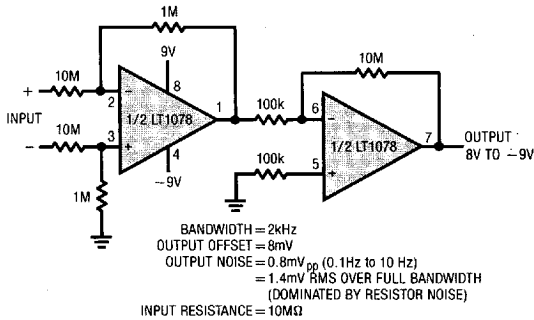 1M
9V
10M
+
2
−
8
1/2 LT1078
1
INPUT
10M
−
3
+
4
−9V
1M
10M
100k
6
−
1/2 LT1078
7
OUTPUT
8V TO −9V
100k
5
+
BANDWIDTH = 2kHz
OUTPUT OFFSET = 8mV
OUTPUT NOISE = 0.8mVpp (0.1Hz to 10 Hz)
= 1.4mV RMS OVER FULL BANDWIDTH
(DOMINATED BY RESISTOR NOISE)
INPUT RESISTANCE = 10MΩ